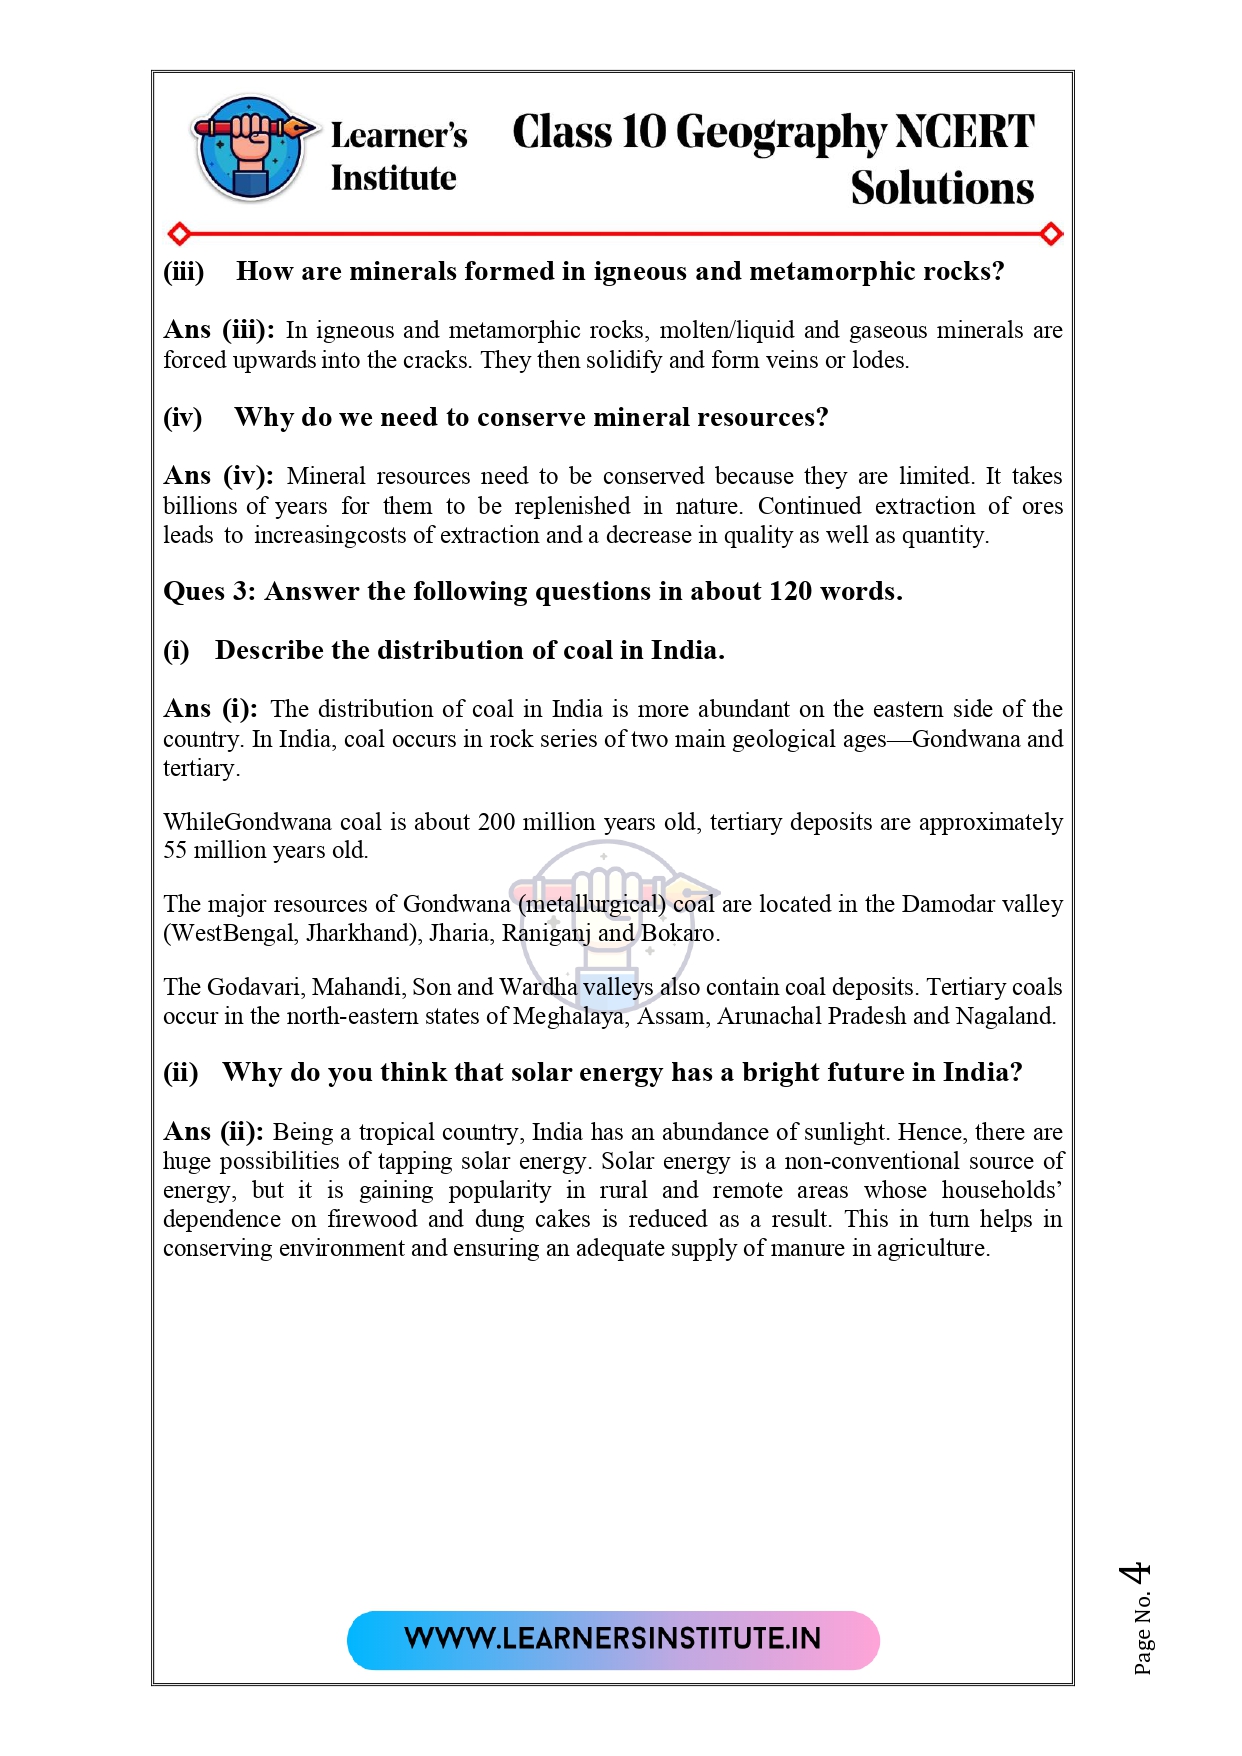 Learner's
Institute
Class 10 Geography NCERT
Solutions
(iii) How are minerals formed in igneous and metamorphic rocks?
Ans (iii): In igneous and metamorphic rocks, molten/liquid and gaseous minerals are
forced upwards into the cracks. They then solidify and form veins or lodes.
(iv) Why do we need to conserve mineral resources?
Ans (iv): Mineral resources need to be conserved because they are limited. It takes
billions of years for them to be replenished in nature. Continued extraction of ores
leads to increasingcosts of extraction and a decrease in quality as well as quantity.
Ques 3: Answer the following questions in about 120 words.
(i) Describe the distribution of coal in India.
Ans (i): The distribution of coal in India is more abundant on the eastern side of the
country. In India, coal occurs in rock series of two main geological ages—Gondwana and
tertiary.
WhileGondwana coal is about 200 million years old, tertiary deposits are approximately
55 million years old.
The major resources of Gondwana (metallurgical) coal are located in the Damodar valley
(WestBengal, Jharkhand), Jharia, Raniganj and Bokaro.
The Godavari, Mahandi, Son and Wardha valleys also contain coal deposits. Tertiary coals
occur in the north-eastern states of Meghalaya, Assam, Arunachal Pradesh and Nagaland.
(ii) Why do you think that solar energy has a bright future in India?
Ans (ii): Being a tropical country, India has an abundance of sunlight. Hence, there are
huge possibilities of tapping solar energy. Solar energy is a non-conventional source of
energy, but it is gaining popularity in rural and remote areas whose households’
dependence on firewood and dung cakes is reduced as a result. This in turn helps in
conserving environment and ensuring an adequate supply of manure in agriculture.
WWW.LEARNERSINSTITUTE.IN
Page No. 4